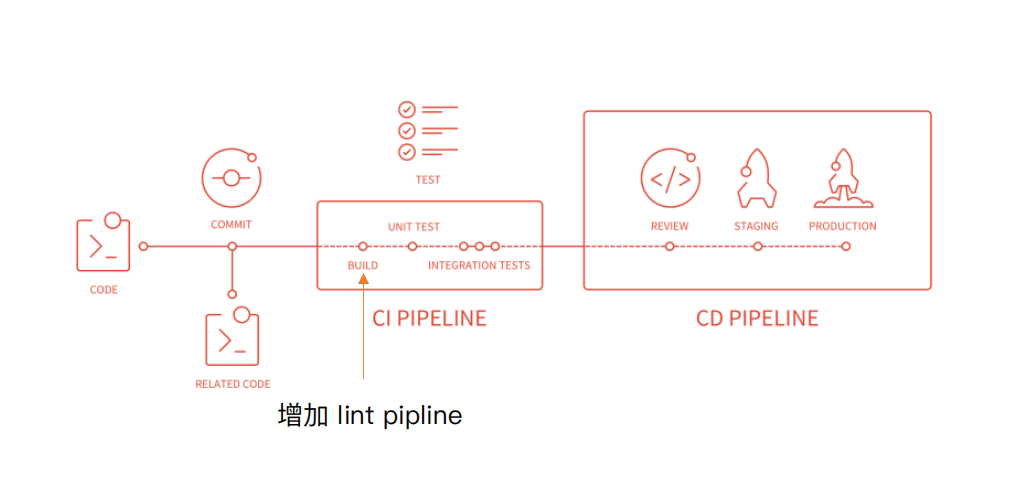 TEST
COMMIT
UNIT TEST
REVIEW
STAGING
PRODUCTION
BUILD
INTEGRATION TESTS
CODE
CI PIPELINE
CD PIPELINE
RELATED CODE
增加 lint pipline